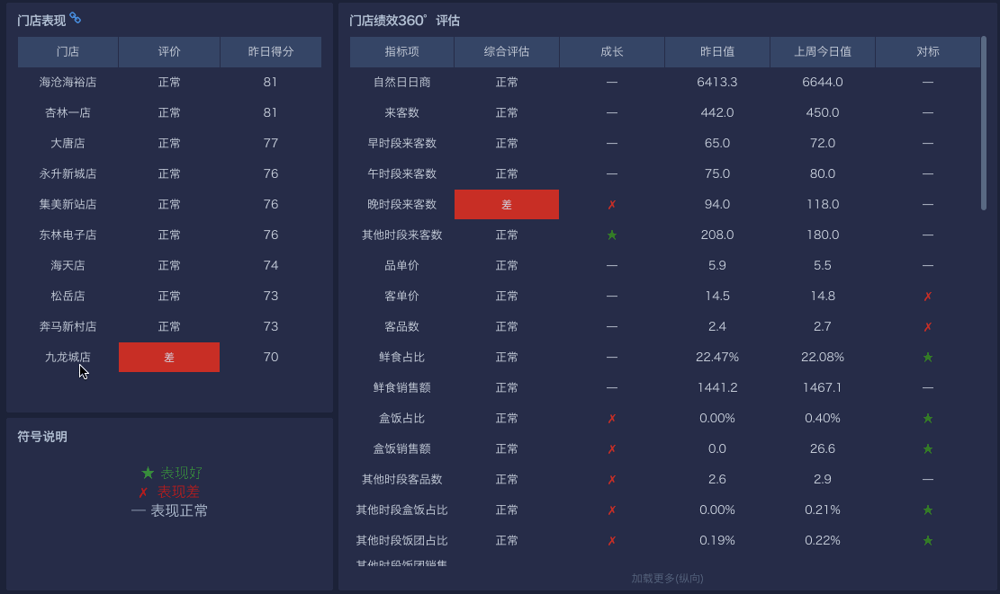 门店表现
门店 评价 昨日得分
海沧海裕店 正常 81
杏林一店 正常 81
大唐店 正常 77
永升新城店 正常 76
集美新站店 正常 76
东林电子店 正常 76
海天店 正常 74
松岳店 正常 73
奔马新村店 正常 73
九龙城店 差 70
符号说明
★ 表现好
✗ 表现差
— 表现正常
门店绩效360°评估
指标项 综合评估 成长 昨日值 上周今日值 对标
自然日日商 正常 — 6413.3 6644.0 —
来客数 正常 — 442.0 450.0 —
早时段来客数 正常 — 65.0 72.0 —
午时段来客数 正常 — 75.0 80.0 —
晚时段来客数 差 ✗ 94.0 118.0 —
其他时段来客数 正常 ★ 208.0 180.0 —
品单价 正常 — 5.9 5.5 —
客单价 正常 — 14.5 14.8 ✗
客品数 正常 — 2.4 2.7 ✗
鲜食占比 正常 — 22.47% 22.08% ★
鲜食销售额 正常 — 1441.2 1467.1 —
盒饭占比 正常 ✗ 0.00% 0.40% ★
盒饭销售额 正常 ✗ 0.0 26.6 ★
其他时段客品数 正常 ✗ 2.6 2.9 —
其他时段盒饭占比 正常 ✗ 0.00% 0.21% ★
其他时段饭团占比 正常 ✗ 0.19% 0.22% ★
其他时段饭团销售
加载更多(纵向)